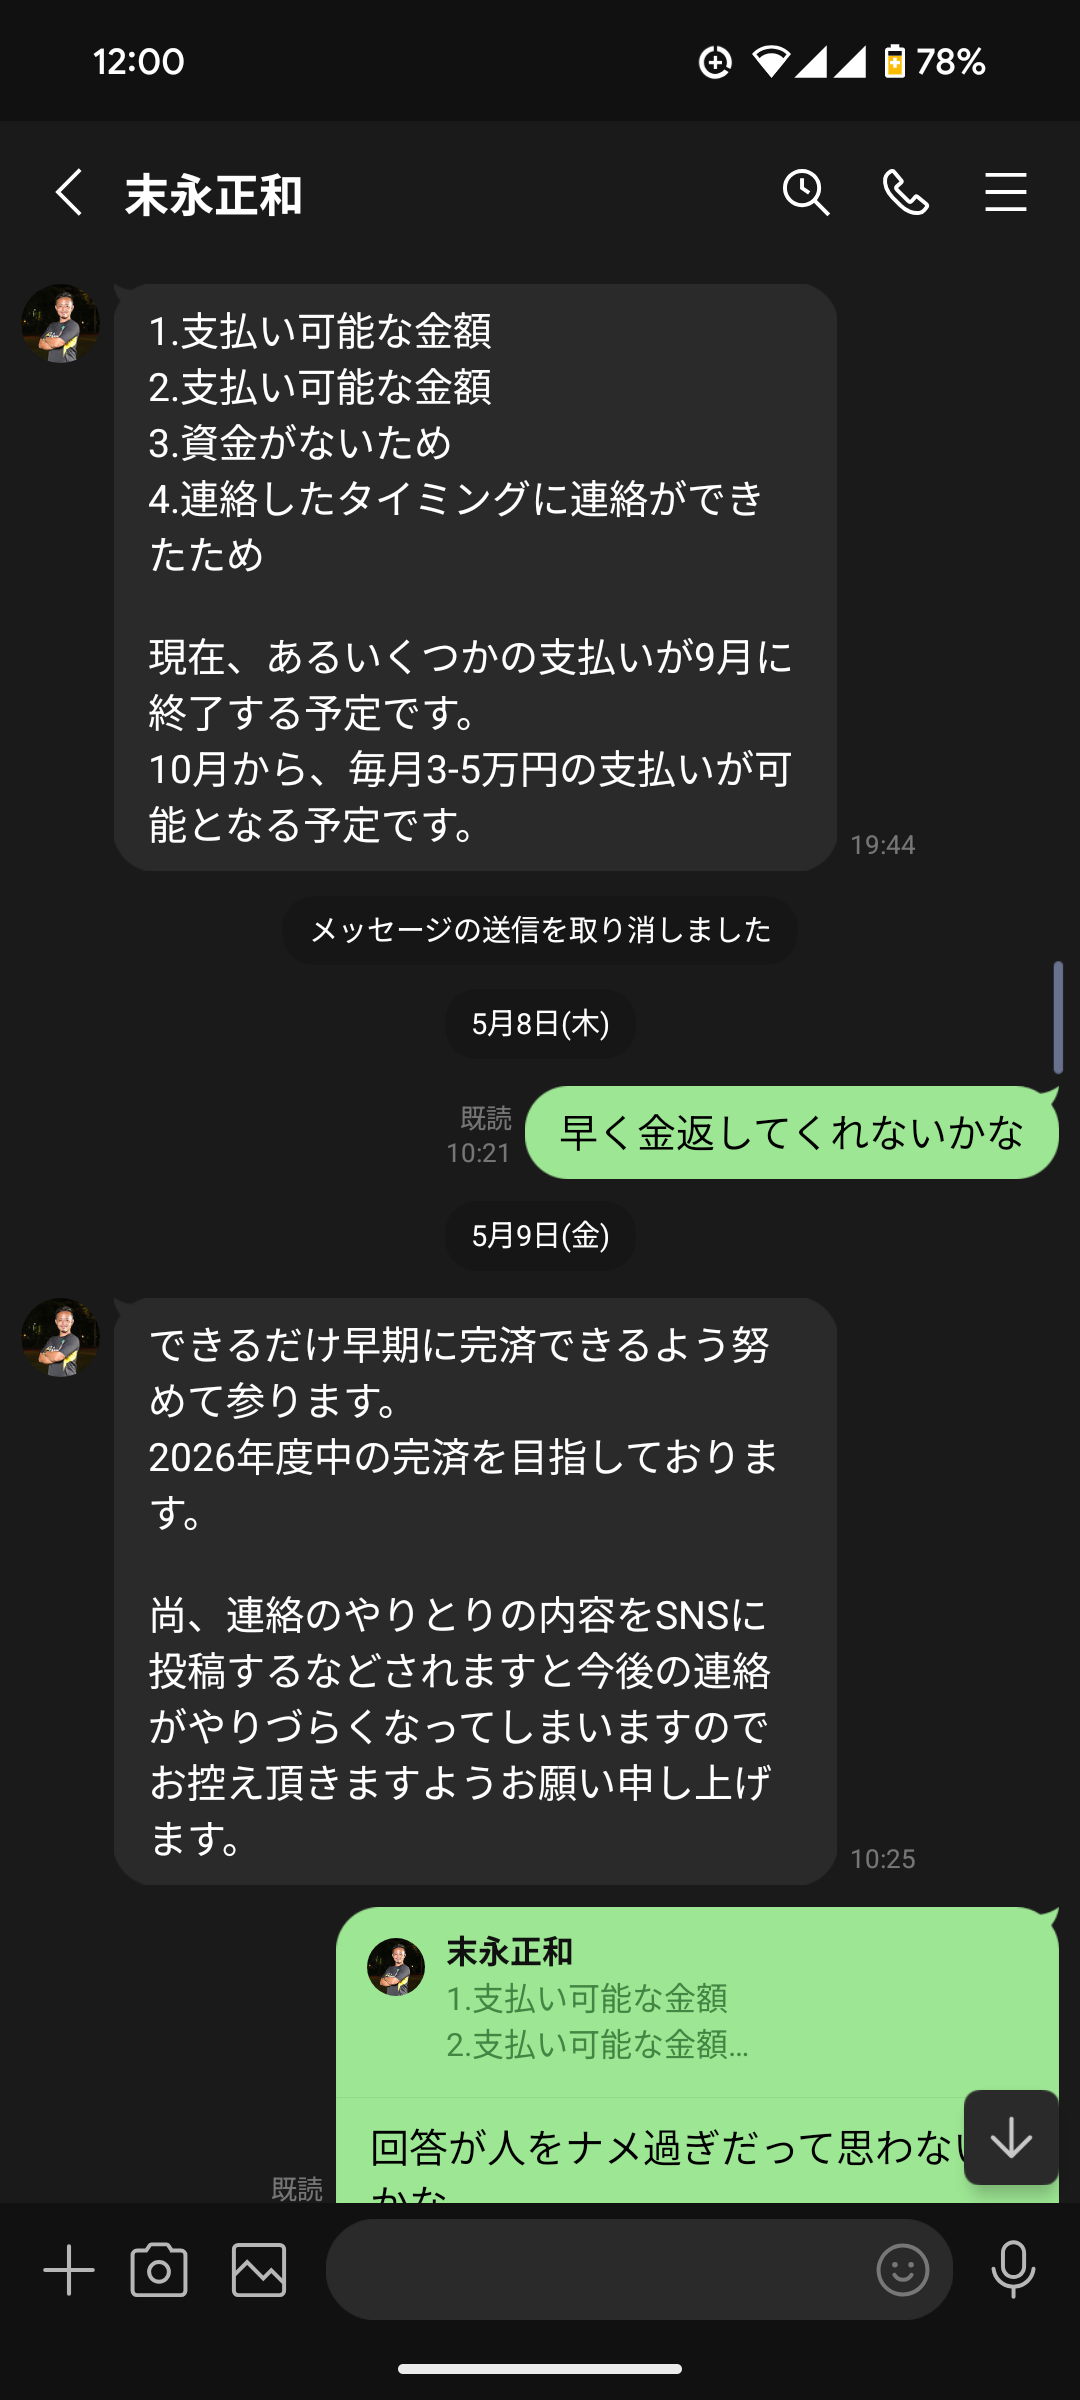 12:00
78%
末永正和
1.支払い可能な金額
2.支払い可能な金額
3.資金がないため
4.連絡したタイミングに連絡ができ
たため
現在、あるいくつかの支払いが9月に
終了する予定です。
10月から、毎月3-5万円の支払いが可
能となる予定です。
19:44
メッセージの送信を取り消しました
5月8日(木)
既読
10:21
早く金返してくれないかな
5月9日(金)
できるだけ早期に完済できるよう努
めて参ります。
2026年度中の完済を目指しておりま
す。
尚、連絡のやりとりの内容をSNSに
投稿するなどされますと今後の連絡
がやりづらくなってしまいますので
お控え頂きますようお願い申し上げ
ます。
10:25
末永正和
1.支払い可能な金額
2.支払い可能な金額...
回答が人をナメ過ぎだって思わない
かな
既読